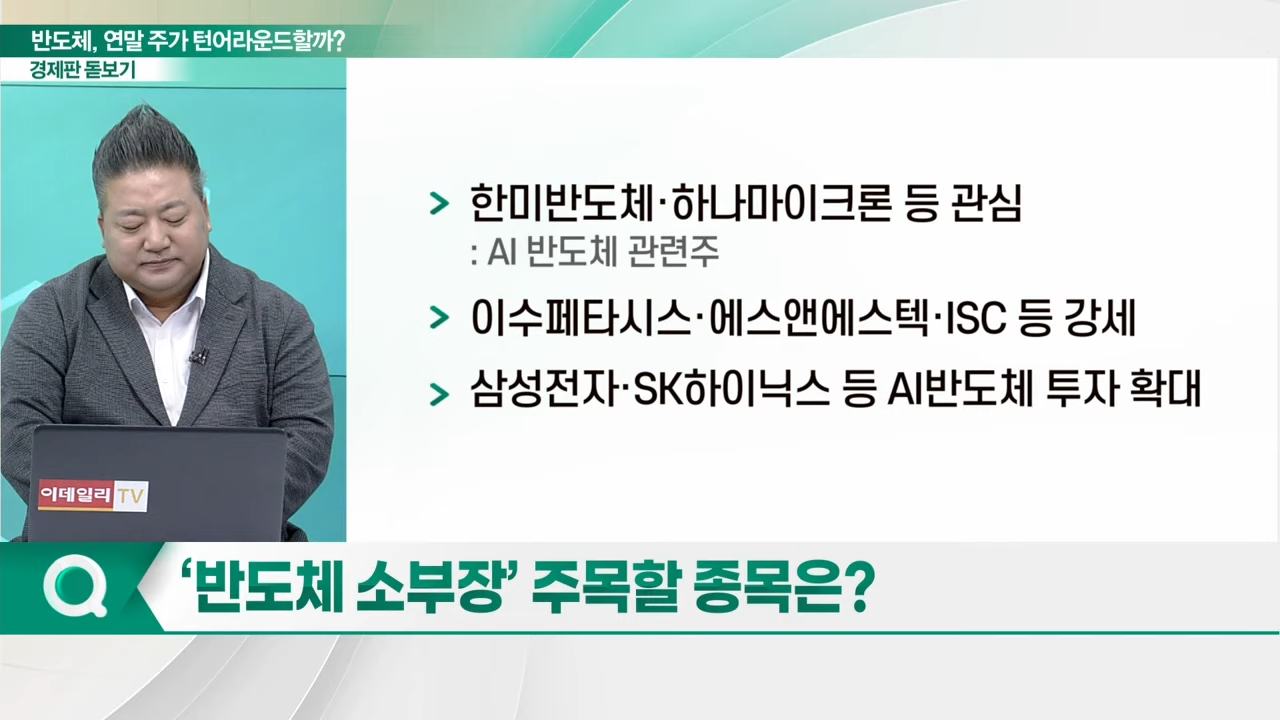 반도체, 연말 주가 턴어라운드할까?
경제판 돋보기
> 한미반도체·하나마이크론 등 관심
: AI 반도체 관련주
> 이수페타시스·에스앤에스텍·ISC 등 강세
> 삼성전자·SK하이닉스 등 AI반도체 투자 확대
이데일리 TV
Q '반도체 소부장' 주목할 종목은?